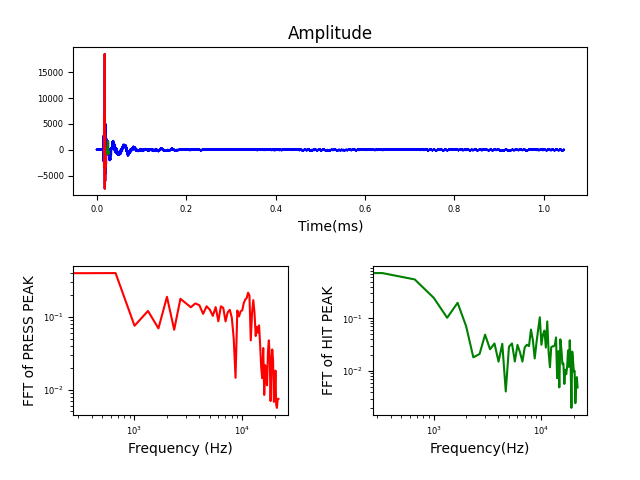 Amplitude
15000
10000
5000
0
−5000
0.0 0.2 0.4 0.6 0.8 1.0
Time(ms)
FFT of PRESS PEAK
10⁻¹
10⁻²
10³ 10⁴
Frequency (Hz)
FFT of HIT PEAK
10⁻¹
10⁻²
10³ 10⁴
Frequency(Hz)